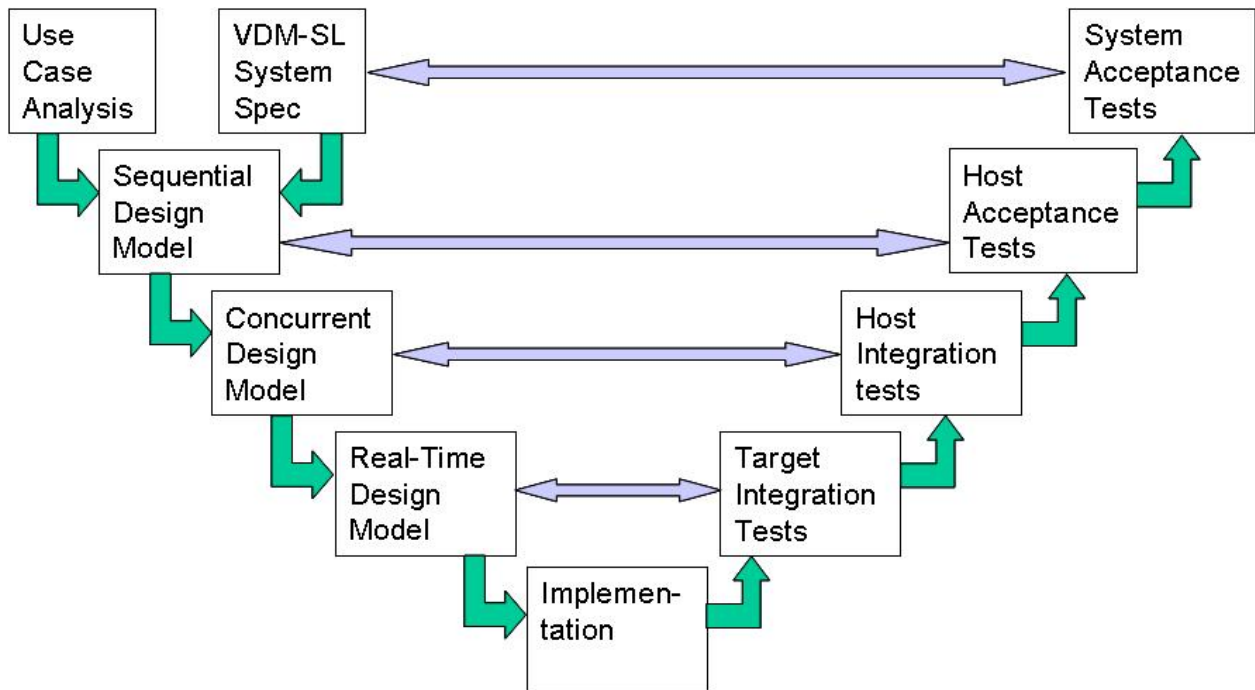 Use
Case
Analysis
VDM-SL
System
Spec
System
Acceptance
Tests
Sequential
Design
Model
Host
Acceptance
Tests
Concurrent
Design
Model
Host
Integration
tests
Real-Time
Design
Model
Target
Integration
Tests
Implemen-
tation